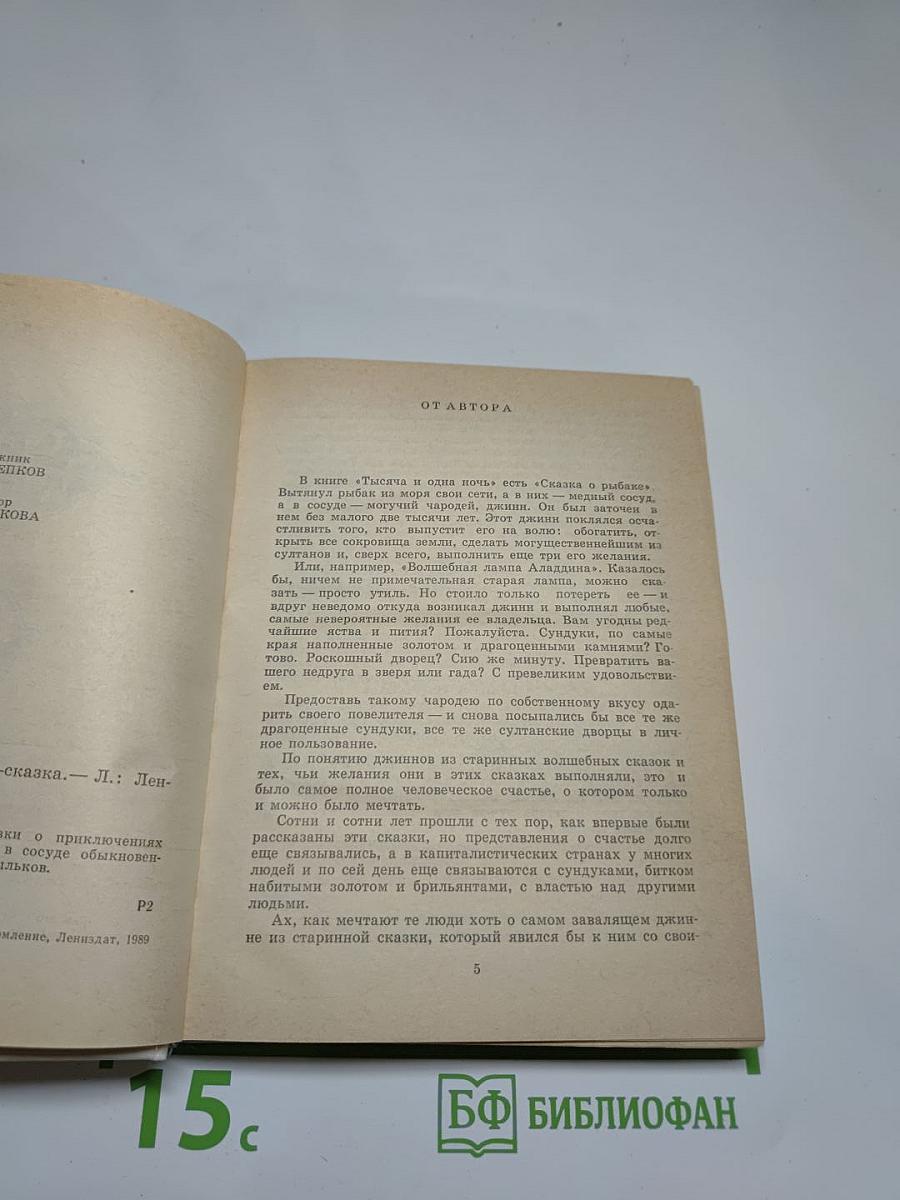 жник
ЕПКОВ
ор
КОВА
-сказка.— Л.: Лен-
зки о приключениях
в сосуде обыкновен-
ыльков.
Р2
омление, Лениздат, 1989
ОТ АВТОРА
В книге «Тысяча и одна ночь» есть «Сказка о рыбаке».
Вытянул рыбак из моря свои сети, а в них — медный сосуд,
а в сосуде — могучий чародей, джинн. Он был заточен в
нем без малого две тысячи лет. Этот джинн поклялся осча-
стливить того, кто выпустит его на волю: обогатить, от-
крыть все сокровища земли, сделать могущественнейшим из
султанов и, сверх всего, выполнить еще три его желания.
Или, например, «Волшебная лампа Аладдина». Казалось
бы, ничем не примечательная старая лампа, можно ска-
зать — просто утиль. Но стоило только потереть ее — и
вдруг неведомо откуда возникал джинн и выполнял любые,
самые невероятные желания ее владельца. Вам угодны ред-
чайшие яства и пития? Пожалуйста. Сундуки, по самые
края наполненные золотом и драгоценными камнями? Го-
тово. Роскошный дворец? Сию же минуту. Превратить ва-
шего недруга в зверя или гада? С превеликим удовольстви-
ем.
Предоставь такому чародею по собственному вкусу ода-
рить своего повелителя — и снова посыпались бы все те же
драгоценные сундуки, все те же султанские дворцы в лич-
ное пользование.
По понятию джиннов из старинных волшебных сказок и
тех, чьи желания они в этих сказках выполняли, это и
было самое полное человеческое счастье, о котором только
и можно было мечтать.
Сотни и сотни лет прошли с тех пор, как впервые были
рассказаны эти сказки, но представления о счастье долго
еще связывались, а в капиталистических странах у многих
людей и по сей день еще связываются с сундуками, битком
набитыми золотом и брильянтами, с властью над другими
людьми.
Ах, как мечтают те люди хоть о самом завалящем джин-
не из старинной сказки, который явился бы к ним со свои-
5
15 с
БФ БИБЛИОФАН